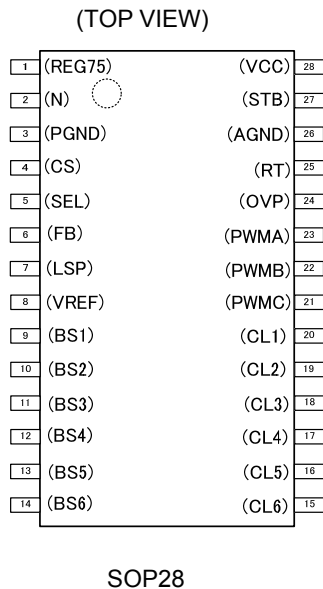 (TOP VIEW)
1 (REG75) (VCC) 28
2 (N) (STB) 27
3 (PGND) (AGND) 26
4 (CS) (RT) 25
5 (SEL) (OVP) 24
6 (FB) (PWMA) 23
7 (LSP) (PWMB) 22
8 (VREF) (PWMC) 21
9 (BS1) (CL1) 20
10 (BS2) (CL2) 19
11 (BS3) (CL3) 18
12 (BS4) (CL4) 17
13 (BS5) (CL5) 16
14 (BS6) (CL6) 15
SOP28